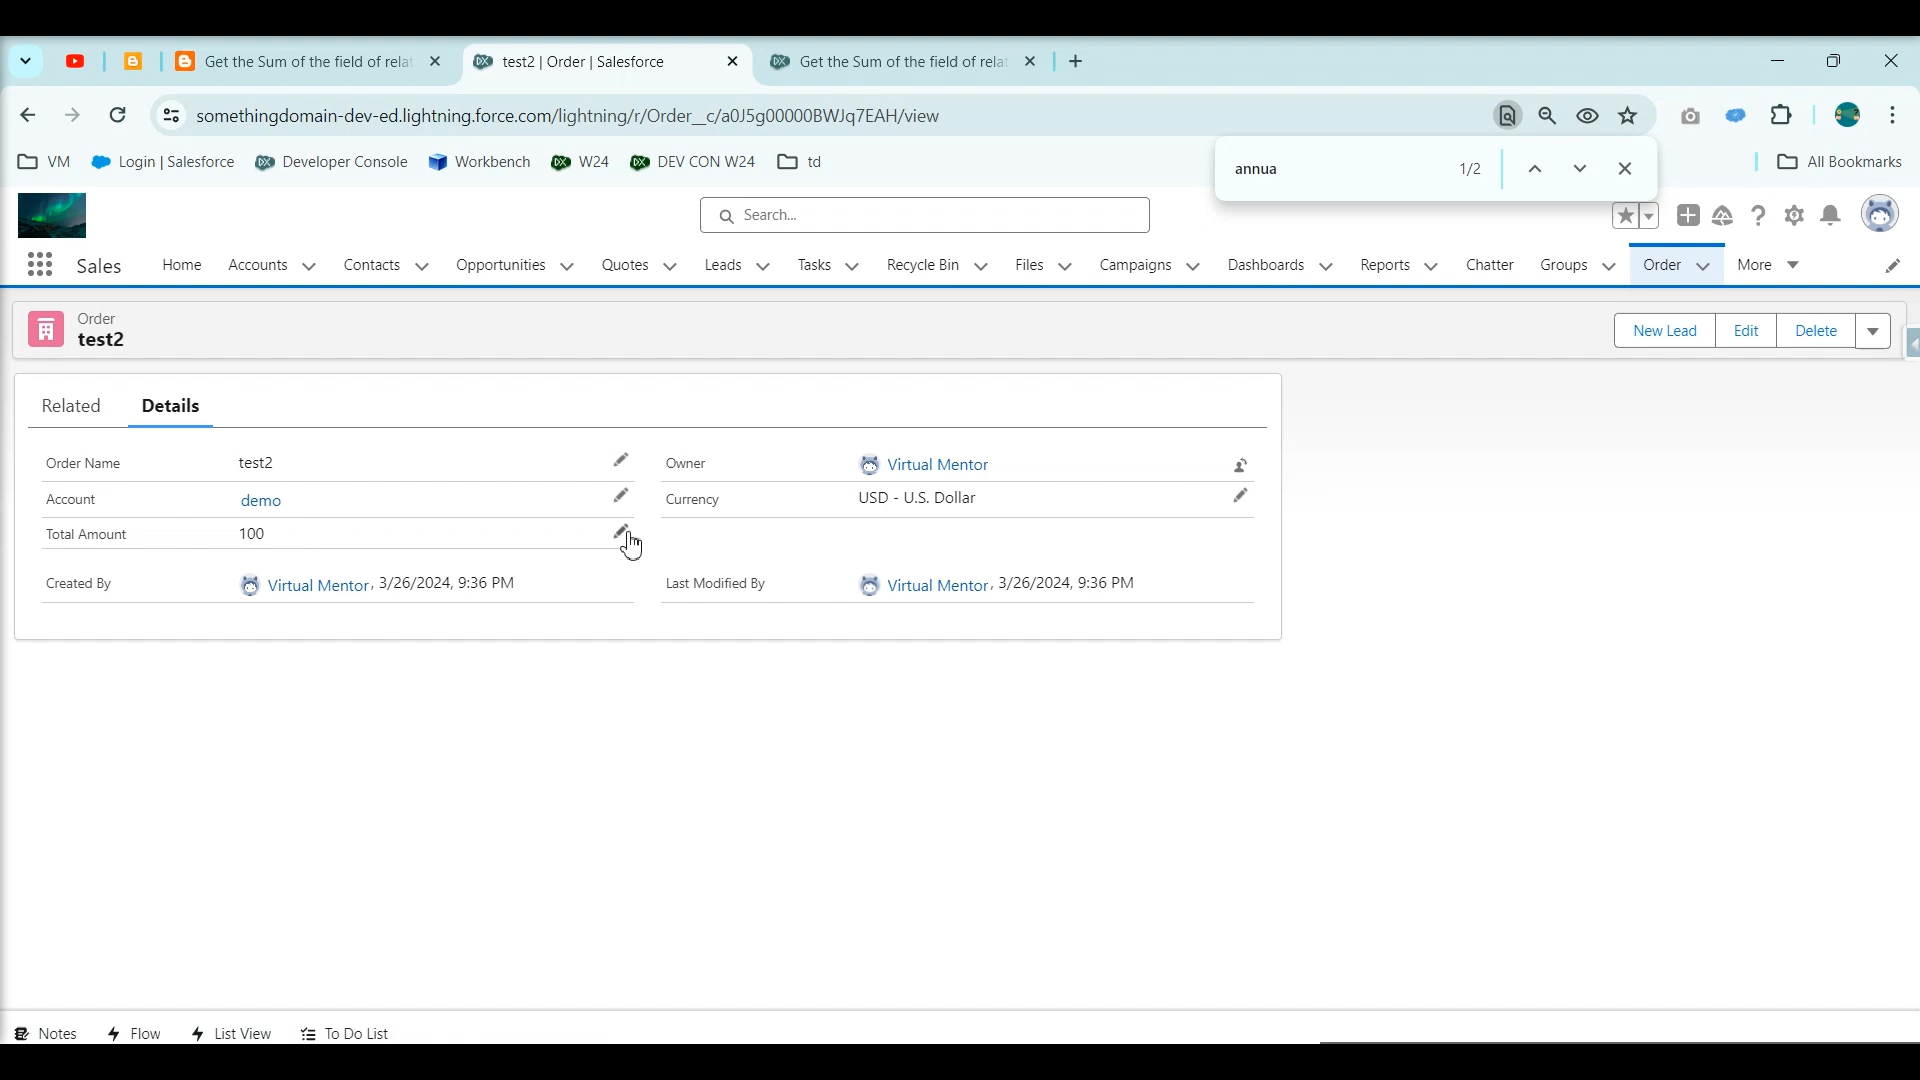 Get the Sum of the field of rela
test2 | Order | Salesforce
Get the Sum of the field of rela
somethingdomain-dev-ed.lightning.force.com/lightning/r/Order__c/a0J5g00000BWJq7EAH/view
VM
Login | Salesforce
Developer Console
Workbench
W24
DEV CON W24
td
annua
1/2
All Bookmarks
Search...
Sales
Home
Accounts
Contacts
Opportunities
Quotes
Leads
Tasks
Recycle Bin
Files
Campaigns
Dashboards
Reports
Chatter
Groups
Order
More
Order
test2
New Lead
Edit
Delete
Related
Details
Order Name
test2
Owner
Virtual Mentor
Account
demo
Currency
USD - U.S. Dollar
Total Amount
100
Created By
Virtual Mentor, 3/26/2024, 9:36 PM
Last Modified By
Virtual Mentor, 3/26/2024, 9:36 PM
Notes
Flow
List View
To Do List